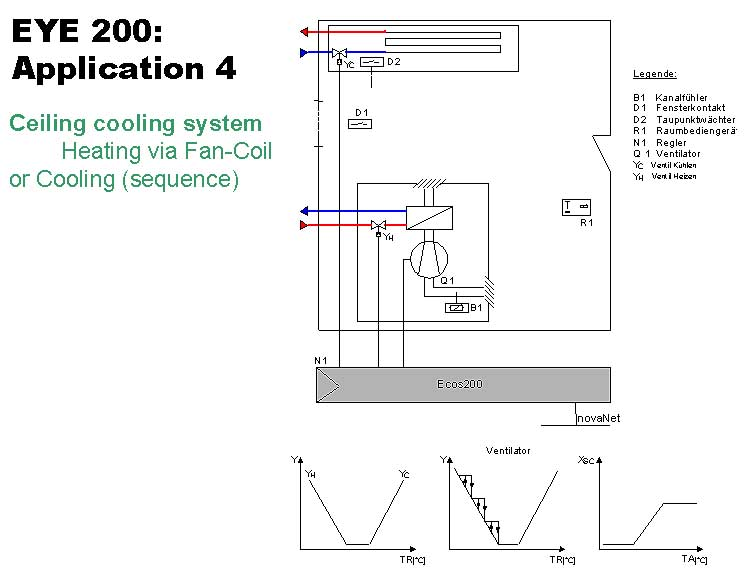 EYE 200:
Application 4
Ceiling cooling system
Heating via Fan-Coil
or Cooling (sequence)
YC
D2
D1
Legende:
B1 Kanalfühler
D1 Fensterkontakt
D2 Taupunktwächter
R1 Raumbediengerä
N1 Regler
Q1 Ventilator
YC Ventil Kühlen
YH Ventil Heizen
T
R1
YH
Q1
B1
N1
Ecos200
novaNet
Y YH YC
TR[°C]
Ventilator
Y
TR[°C]
XSC
TA[°C]